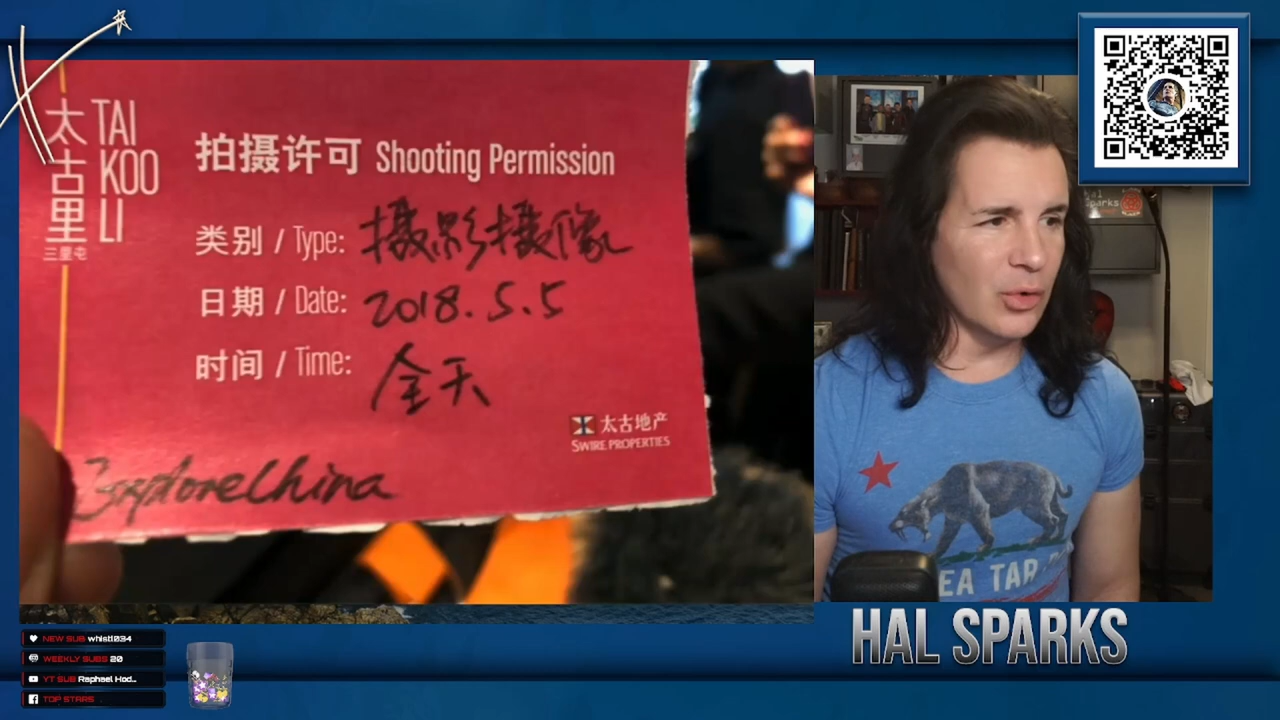 太古里
TAI
KOO
LI
三里屯
拍摄许可 Shooting Permission
类别 / Type: 摄影摄像
日期 / Date: 2018.5.5
时间 / Time: 全天
太古地产
SWIRE PROPERTIES
ExploreChina
Hal
Sparks
EA TAR
HAL SPARKS
NEW SUB whistl034
WEEKLY SUBS 20
YT SUB Raphael Hod...
TOP STARS